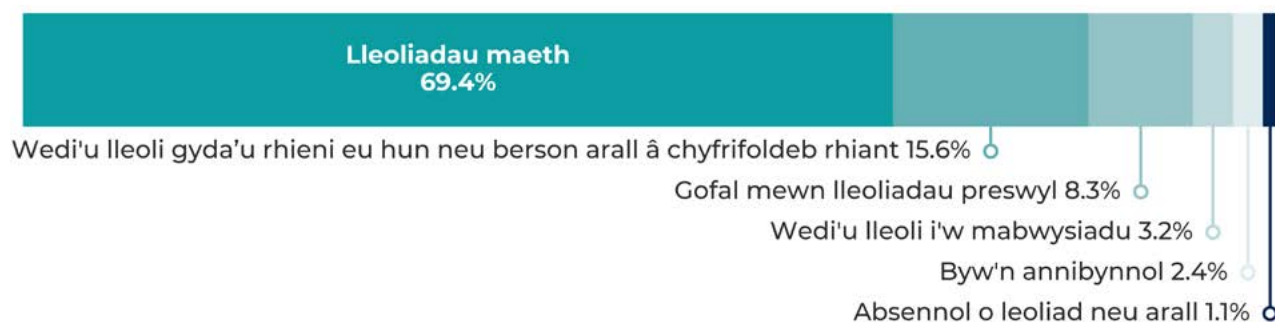 Lleoliadau maeth
69.4%
Wedi'u lleoli gyda'u rhieni eu hun neu berson arall â chyfrifoldeb rhiant 15.6%
Gofal mewn lleoliadau preswyl 8.3%
Wedi'u lleoli i'w mabwysiadu 3.2%
Byw'n annibynnol 2.4%
Absennol o leoliad neu arall 1.1%